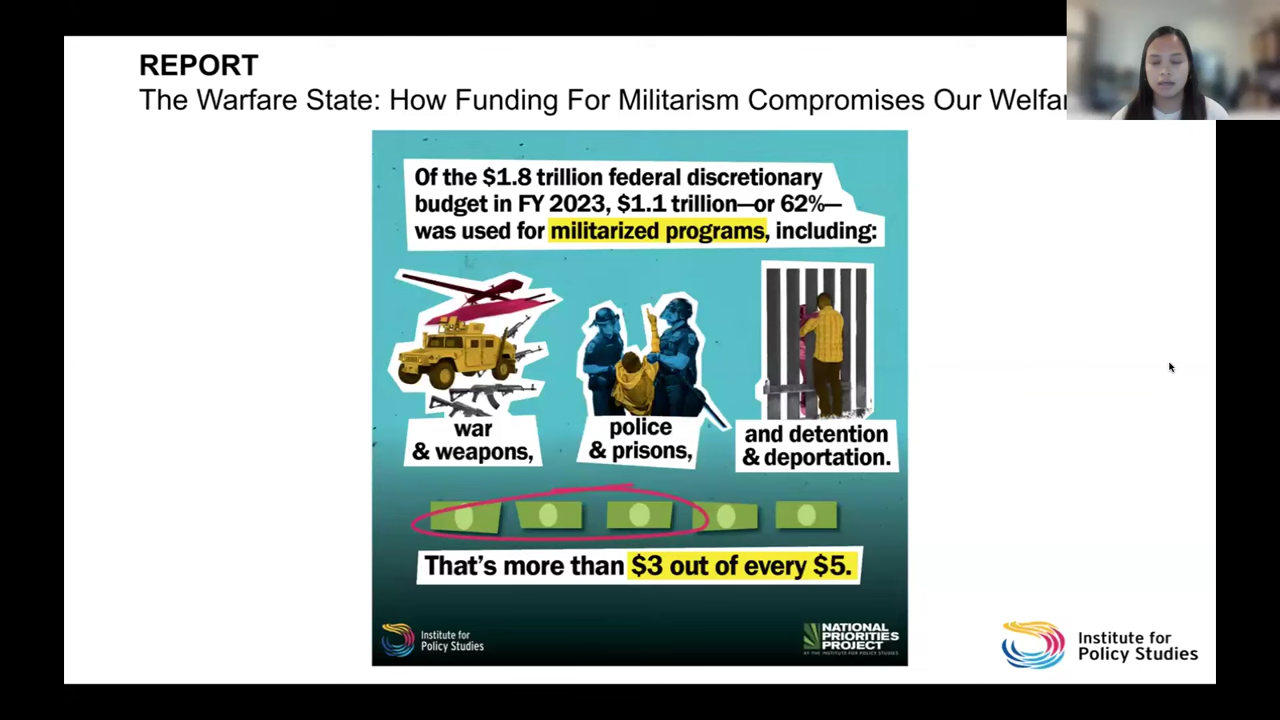 REPORT
The Warfare State: How Funding For Militarism Compromises Our
Of the $1.8 trillion federal discretionary
budget in FY 2023, $1.1 trillion—or 62%—
was used for militarized programs, including:
war
& weapons,
police
& prisons,
and detention
& deportation.
That's more than $3 out of every $5.
Institute for
Policy Studies
NATIONAL
PRIORITIES
PROJECT
AT THE INSTITUTE FOR POLICY STUDIES
Institute for
Policy Studies